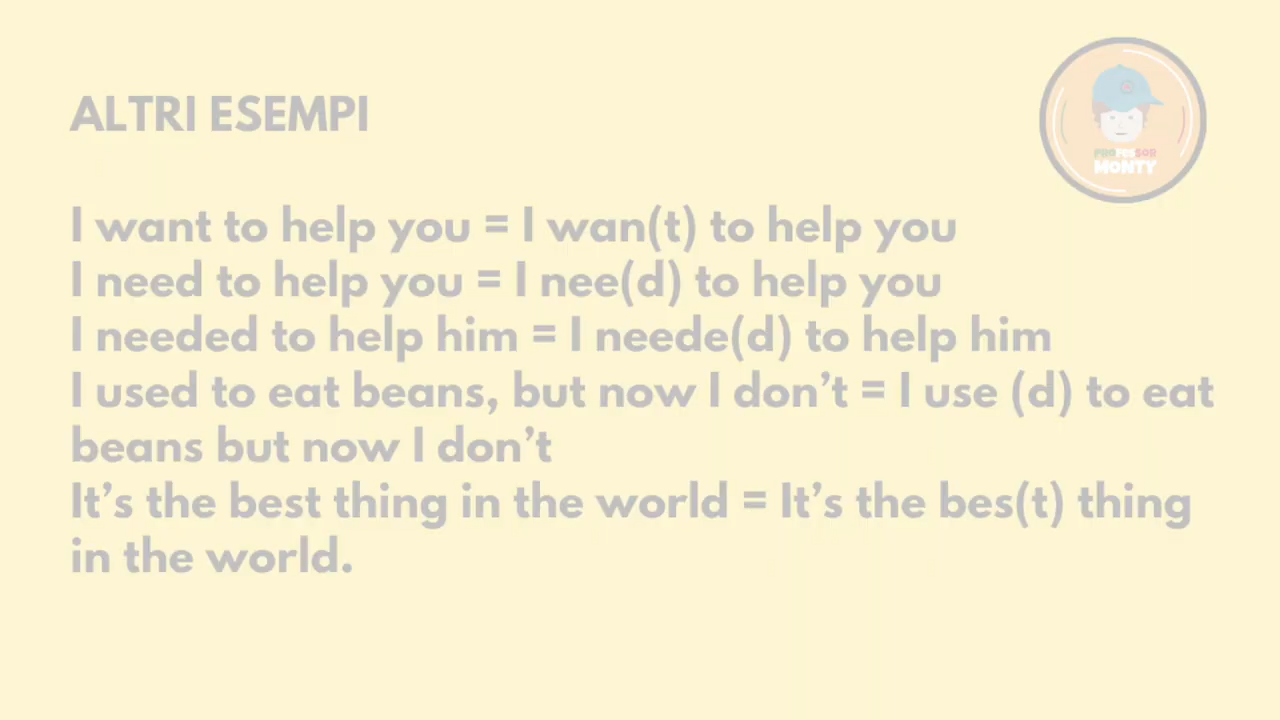 ALTRI ESEMPI
PROFESSOR
MONTY
I want to help you = I wan(t) to help you
I need to help you = I nee(d) to help you
I needed to help him = I neede(d) to help him
I used to eat beans, but now I don’t = I use (d) to eat
beans but now I don’t
It’s the best thing in the world = It’s the bes(t) thing
in the world.